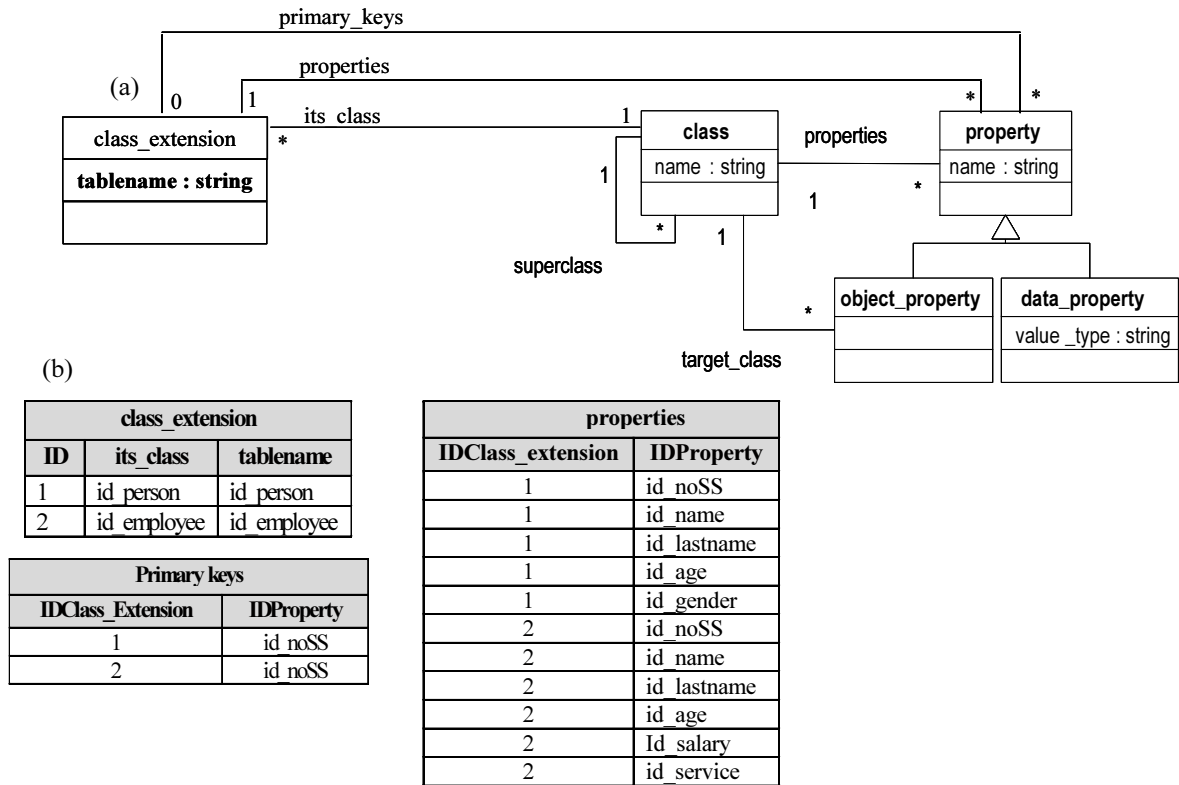 primary_keys
properties
(a)
0
1
its_class
*
1
*
*
class_extension
tablename : string
class
name : string
properties
1
*
property
name : string
1
*
superclass
1
*
target_class
object_property
data_property
value _type : string
(b)
class_extension
ID its_class tablename
1 id_person id_person
2 id_employee id_employee
Primary keys
IDClass_Extension IDProperty
1 id_noSS
2 id_noSS
properties
IDClass_extension IDProperty
1 id_noSS
1 id_name
1 id_lastname
1 id_age
1 id_gender
2 id_noSS
2 id_name
2 id_lastname
2 id_age
2 Id_salary
2 id_service